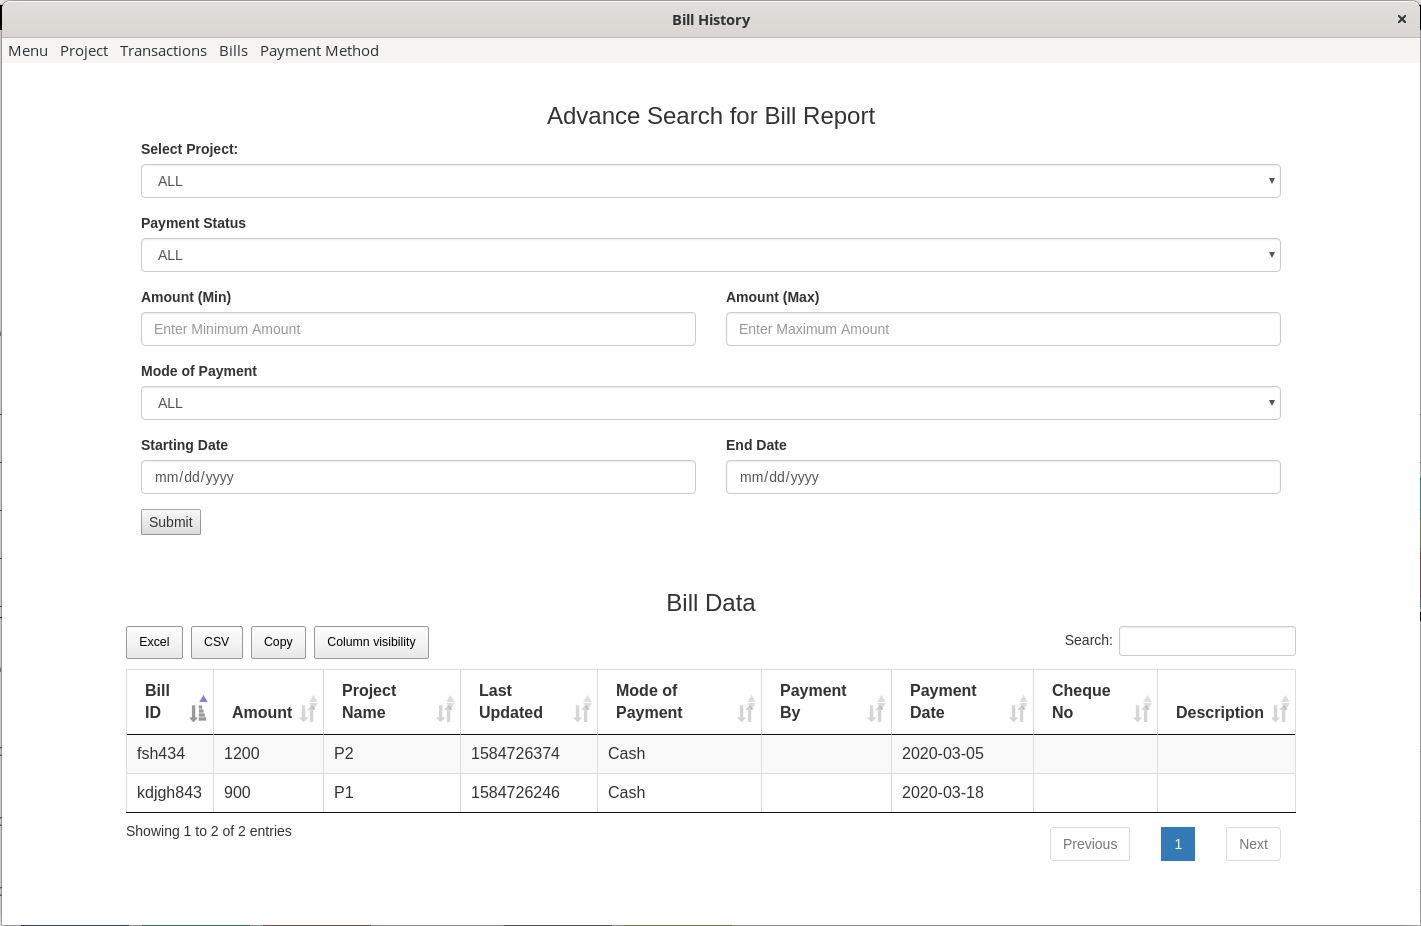 Bill History
Menu Project Transactions Bills Payment Method
Advance Search for Bill Report
Select Project:
ALL
Payment Status
ALL
Amount (Min) Amount (Max)
Enter Minimum Amount Enter Maximum Amount
Mode of Payment
ALL
Starting Date End Date
mm/dd/yyyy mm/dd/yyyy
Submit
Bill Data
Excel CSV Copy Column visibility Search:
Bill ID Amount Project Name Last Updated Mode of Payment Payment By Payment Date Cheque No Description
fsh434 1200 P2 1584726374 Cash 2020-03-05
kdjgh843 900 P1 1584726246 Cash 2020-03-18
Showing 1 to 2 of 2 entries
Previous 1 Next